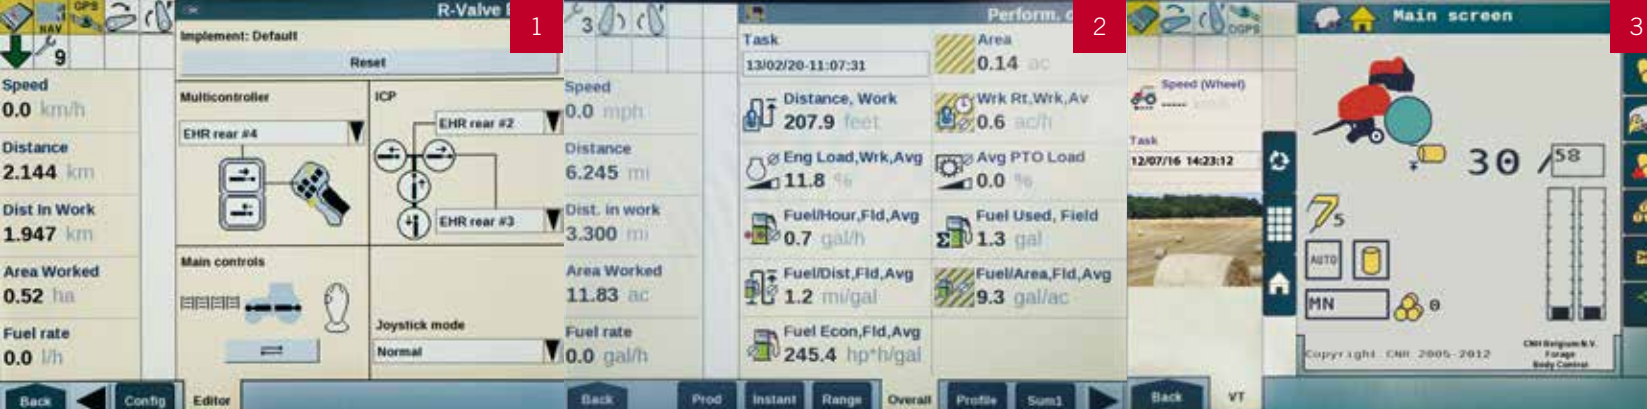 GPS
NAV
9
Speed
0.0 km/h
Distance
2.144 km
Dist In Work
1.947 km
Area Worked
0.52 ha
Fuel rate
0.0 l/h
Back
Config
Editor
R-Valve
1
Implement: Default
Reset
Multicontroller
EHR rear #4
ICP
EHR rear #2
EHR rear #3
Main controls
Joystick mode
Normal
3
Speed
0.0 mph
Distance
6.245 mi
Dist. in work
3.300 mi
Area Worked
11.83 ac
Fuel rate
0.0 gal/h
Back
Perform.
2
Task
13/02/20-11:07:31
Area
0.14 ac
Distance, Work
207.9 feet
Wrk Rt,Wrk,Av
0.6 ac/h
Eng Load,Wrk,Avg
11.8 %
Avg PTO Load
0.0 %
Fuel/Hour,Fld,Avg
0.7 gal/h
Fuel Used, Field
1.3 gal
Fuel/Dist,Fld,Avg
1.2 mi/gal
Fuel/Area,Fld,Avg
9.3 gal/ac
Fuel Econ,Fld,Avg
245.4 hp*h/gal
Prod
Instant
Range
Overall
Profile
Sum1
DGPS
Speed (Wheel)
-----
Task
12/07/16 14:23:12
Back
VT
Main screen
3
30 /58
5
AUTO
MN
0
Copyright CNH 2005-2012
CNH Belgium N.V.
Forage
Body Control